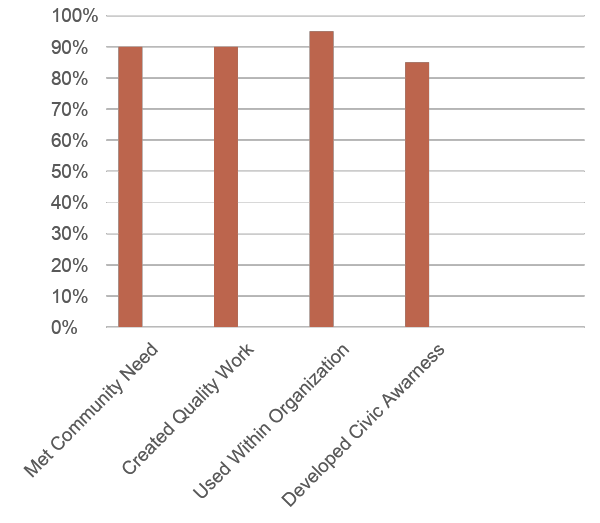 100%
90%
80%
70%
60%
50%
40%
30%
20%
10%
0%
Met Community Need
Created Quality Work
Used Within Organization
Developed Civic Awarness